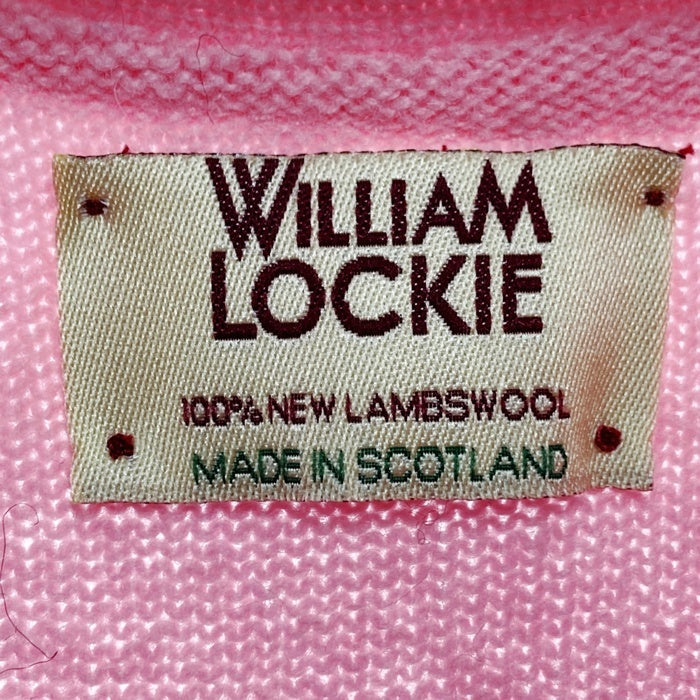 WILLIAM
LOCKIE
100% NEW LAMBSWOOL
MADE IN SCOTLAND